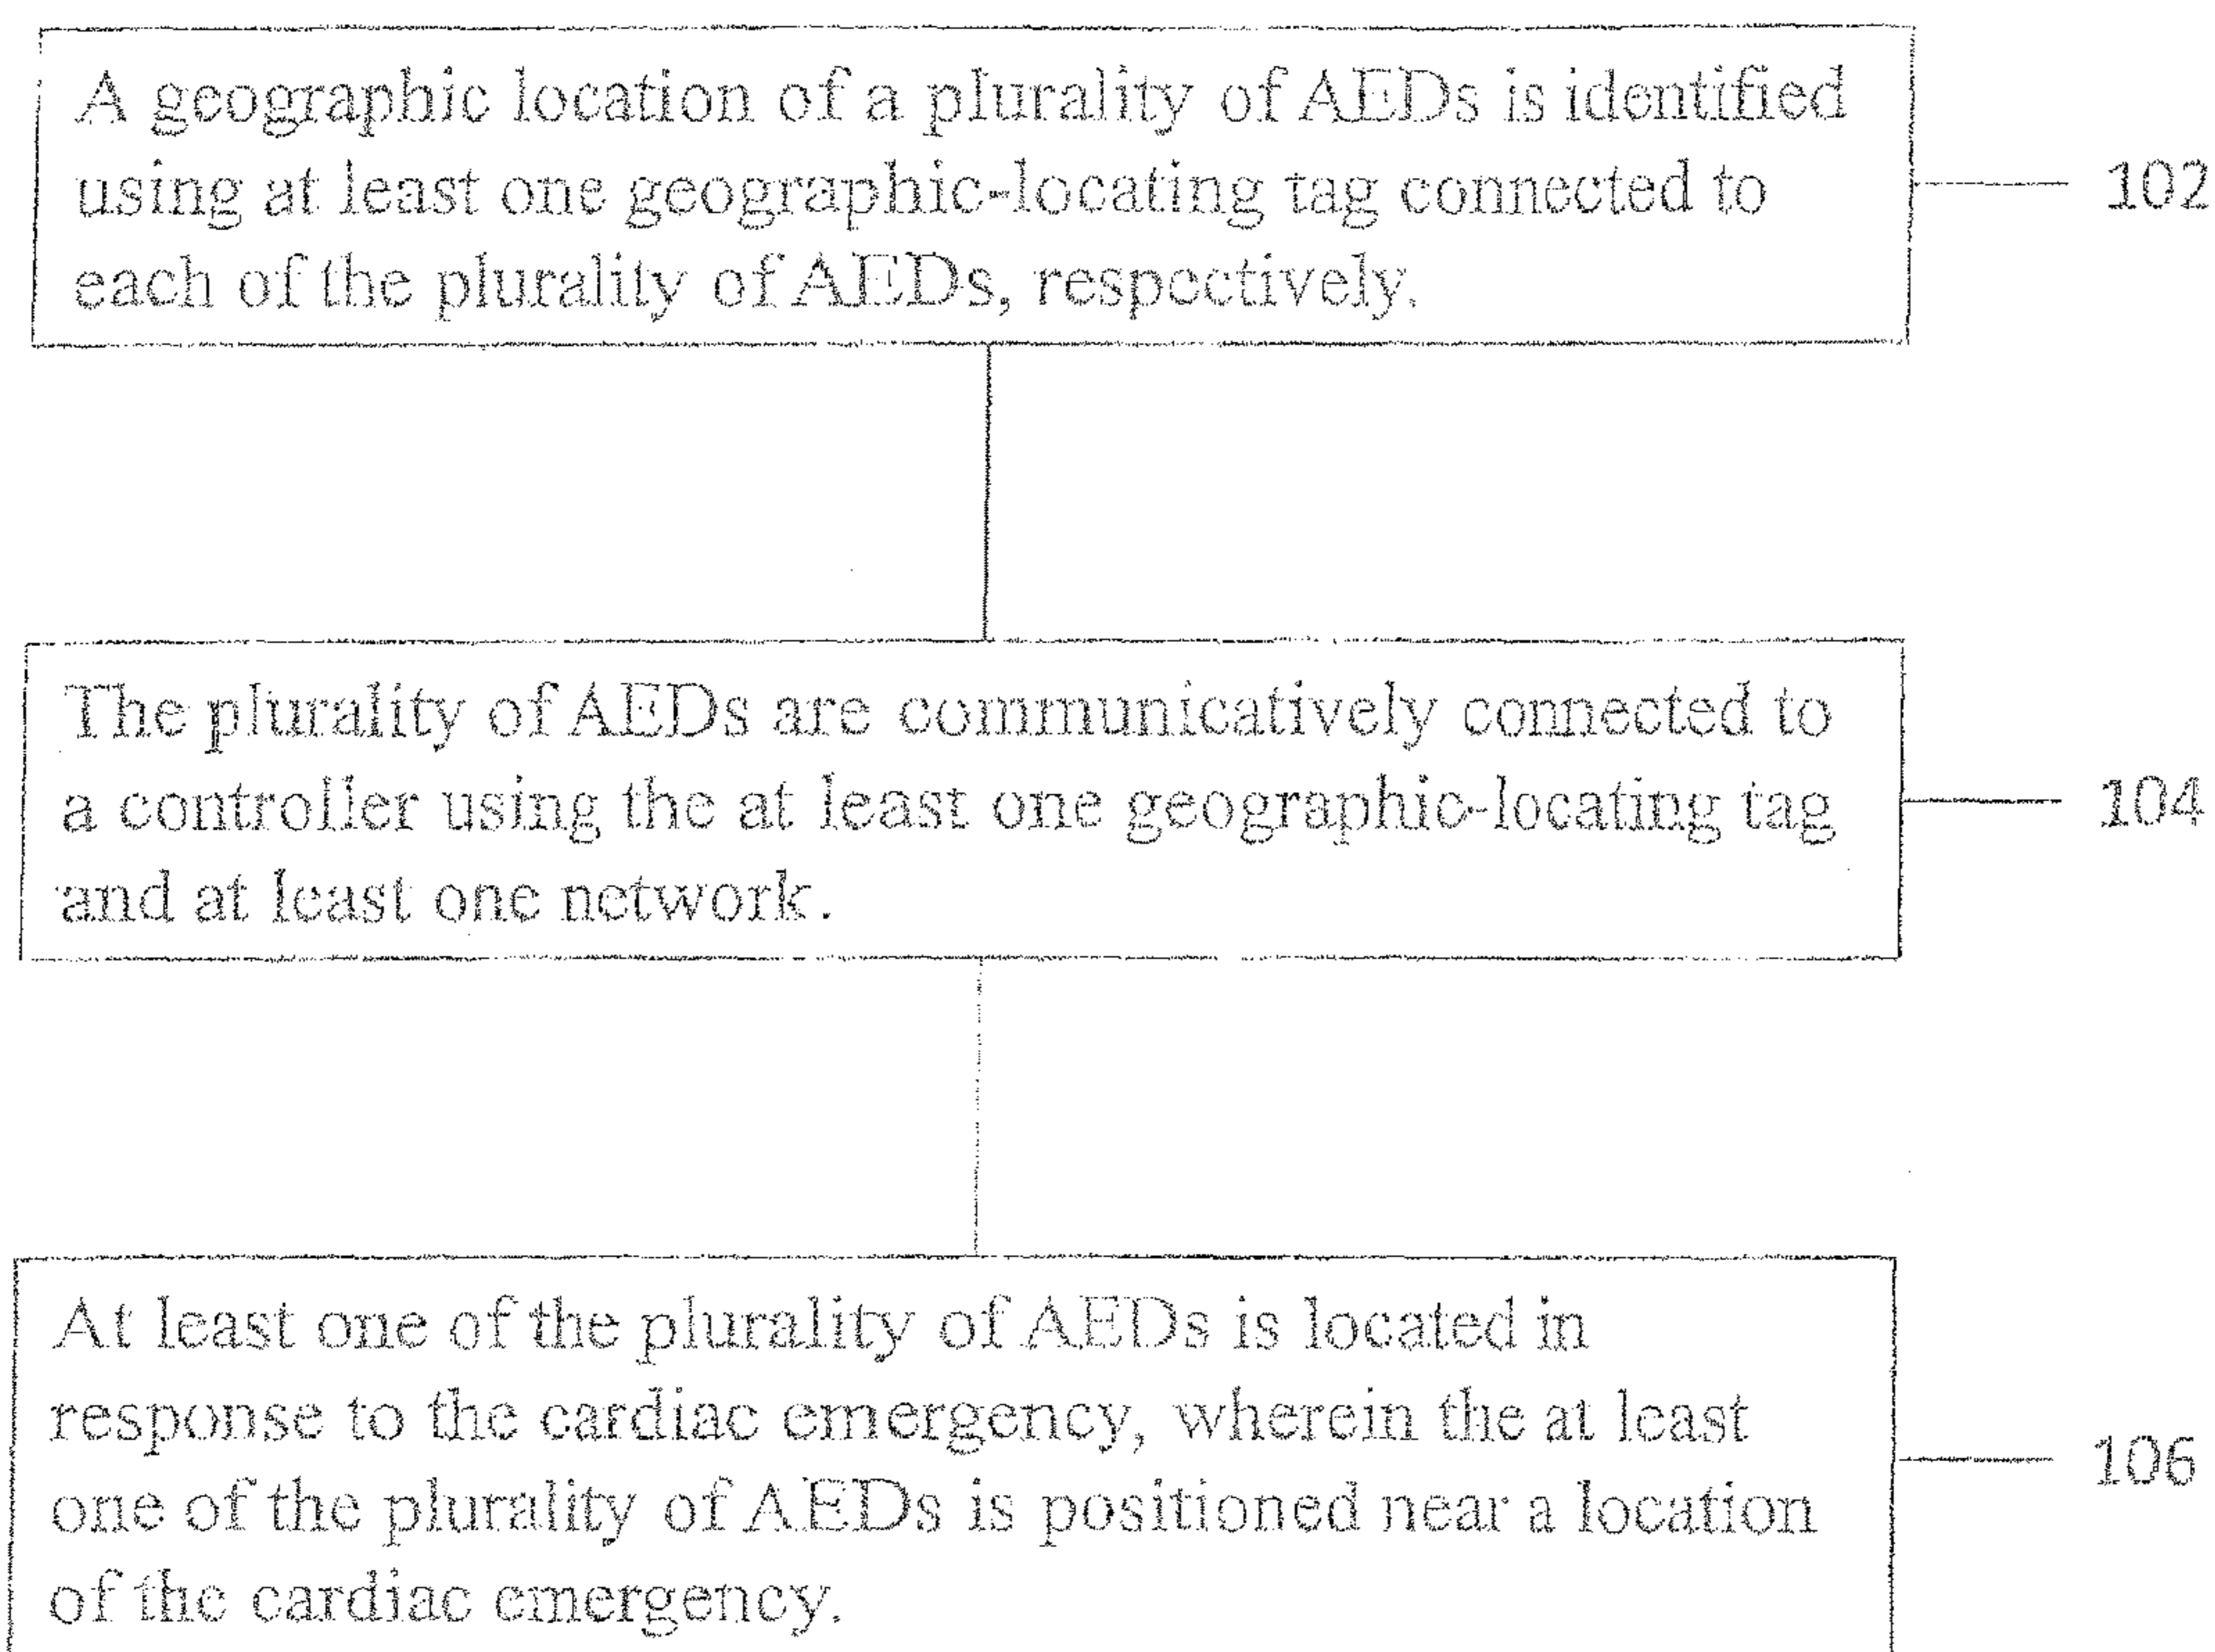 A geographic location of a plurality of AEDs is identified
using at least one geographic-locating tag connected to
each of the plurality of AEDs, respectively.
102
The plurality of AEDs are communicatively connected to
a controller using the at least one geographic-locating tag
and at least one network.
104
At least one of the plurality of AEDs is located in
response to the cardiac emergency, wherein the at least
one of the plurality of AEDs is positioned near a location
of the cardiac emergency.
106